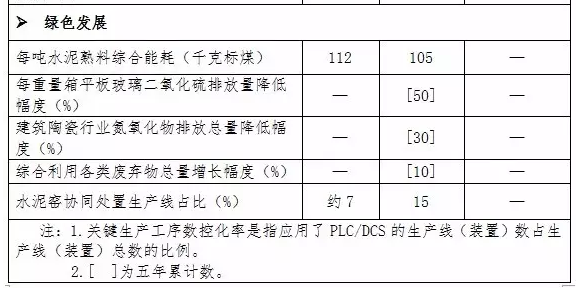 ➤ 绿色发展
每吨水泥熟料综合能耗（千克标煤） 112 105 —
每重量箱平板玻璃二氧化硫排放量降低
幅度（%） — [50] —
建筑陶瓷行业氮氧化物排放总量降低幅
度（%） — [30] —
综合利用各类废弃物总量增长幅度（%） — [10] —
水泥窑协同处置生产线占比（%） 约 7 15 —
注：1.关键生产工序数控化率是指应用了 PLC/DCS 的生产线（装置）数占生
产线（装置）总数的比例。
2.[ ]为五年累计数。